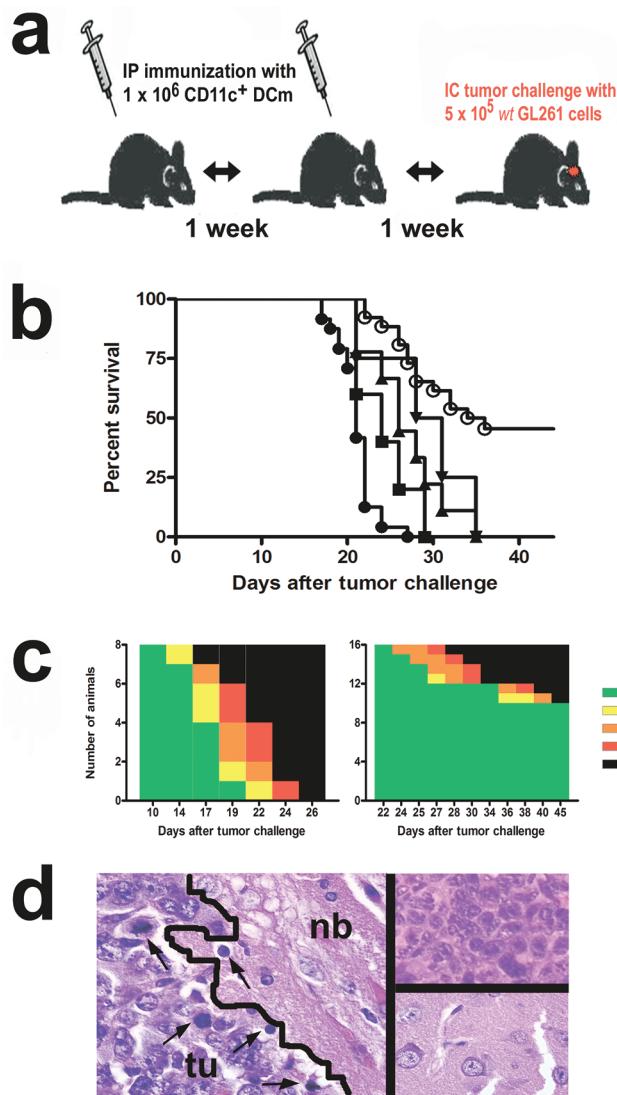 a
IP immunization with
1 x 10⁶ CD11c⁺ DCm
IC tumor challenge with
5 x 10⁵ wt GL261 cells
1 week
1 week
b
Percent survival
100
75
50
25
0
0 10 20 30 40
Days after tumor challenge
c
Number of animals
8
6
4
2
0
10 14 17 19 22 24 26
Days after tumor challenge
16
12
8
4
0
22 24 25 27 28 30 34 36 38 40 45
Days after tumor challenge
d
nb
tu